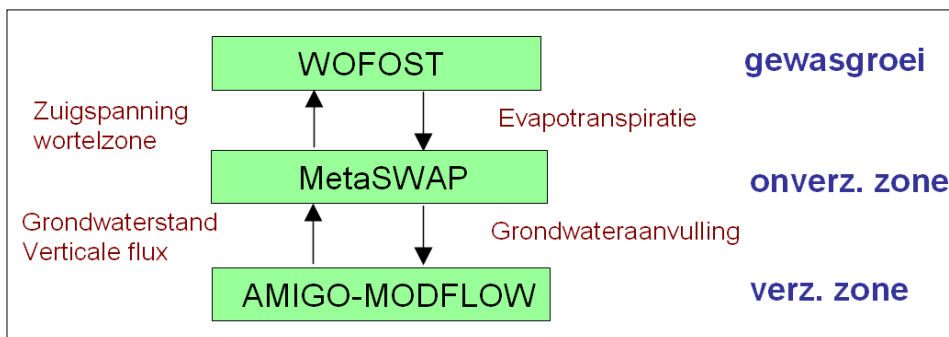 WOFOST
gewasgroei
Zuigspanning
wortelzone
Evapotranspiratie
MetaSWAP
onverz. zone
Grondwaterstand
Verticale flux
Grondwateraanvulling
AMIGO-MODFLOW
verz. zone